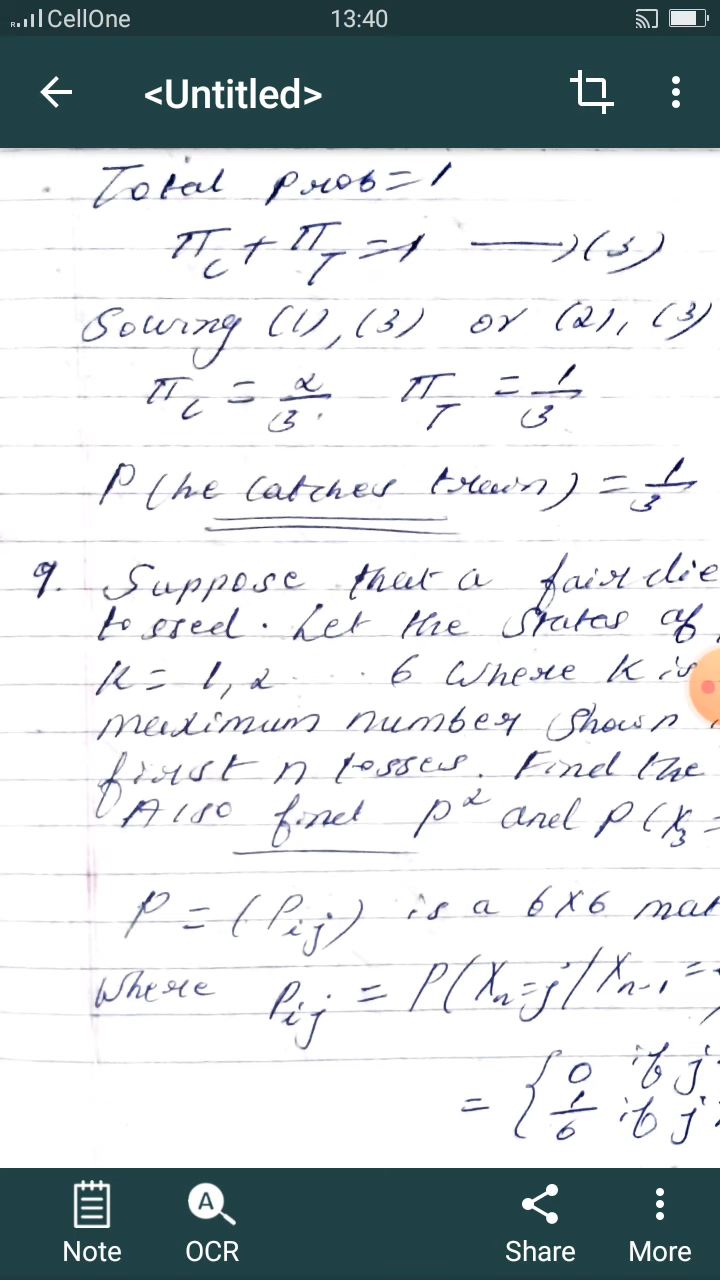 CellOne
13:40
<Untitled>
Total prob = 1
π_C + π_T = 1 → (3)
Solving (1), (3) or (2), (3)
π_C = 2/3. π_T = 1/3
P(he catches train) = 1/3
9. Suppose that a fair die
tossed. Let the states of
K = 1, 2 ... 6 where K is
maximum number shown
first n tosses. Find the
Also find P² and P(X₃ =
P = (P_ij) is a 6x6 mat
where P_ij = P(X_n = j / X_n-1 =
= { 0 if j
1/6 if j
A
Note OCR Share More